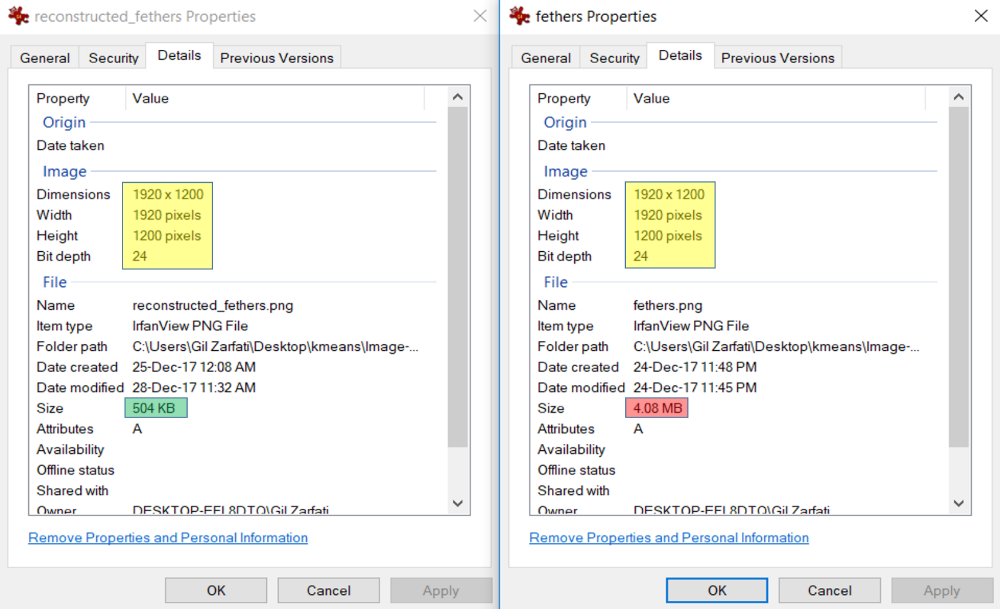 reconstructed_fethers Properties
General Security Details Previous Versions
Property Value
Origin
Date taken
Image
Dimensions 1920 x 1200
Width 1920 pixels
Height 1200 pixels
Bit depth 24
File
Name reconstructed_fethers.png
Item type IrfanView PNG File
Folder path C:\Users\Gil Zarfati\Desktop\kmeans\Image-...
Date created 25-Dec-17 12:08 AM
Date modified 28-Dec-17 11:32 AM
Size 504 KB
Attributes A
Availability
Offline status
Shared with
Owner Gil Zarfati
Remove Properties and Personal Information
OK Cancel Apply
fethers Properties
General Security Details Previous Versions
Property Value
Origin
Date taken
Image
Dimensions 1920 x 1200
Width 1920 pixels
Height 1200 pixels
Bit depth 24
File
Name fethers.png
Item type IrfanView PNG File
Folder path C:\Users\Gil Zarfati\Desktop\kmeans\Image-...
Date created 24-Dec-17 11:48 PM
Date modified 24-Dec-17 11:45 PM
Size 4.08 MB
Attributes A
Availability
Offline status
Shared with
Owner Gil Zarfati
Remove Properties and Personal Information
OK Cancel Apply